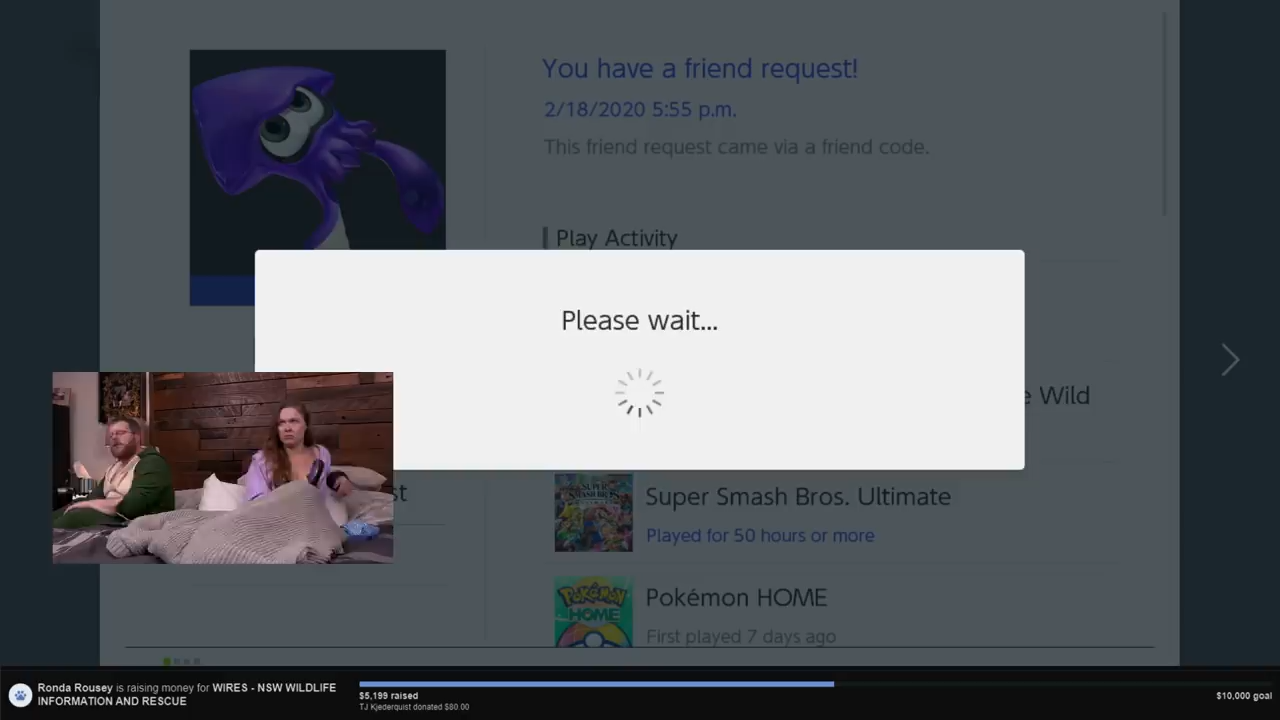 You have a friend request!
2/18/2020 5:55 p.m.
This friend request came via a friend code.
Play Activity
Please wait...
Wild
Super Smash Bros. Ultimate
Played for 50 hours or more
POKÉMON
HOME
Pokémon HOME
First played 7 days ago
Ronda Rousey is raising money for WIRES - NSW WILDLIFE
INFORMATION AND RESCUE
$5,199 raised
$10,000 goal
TJ Kjederquist donated $80.00